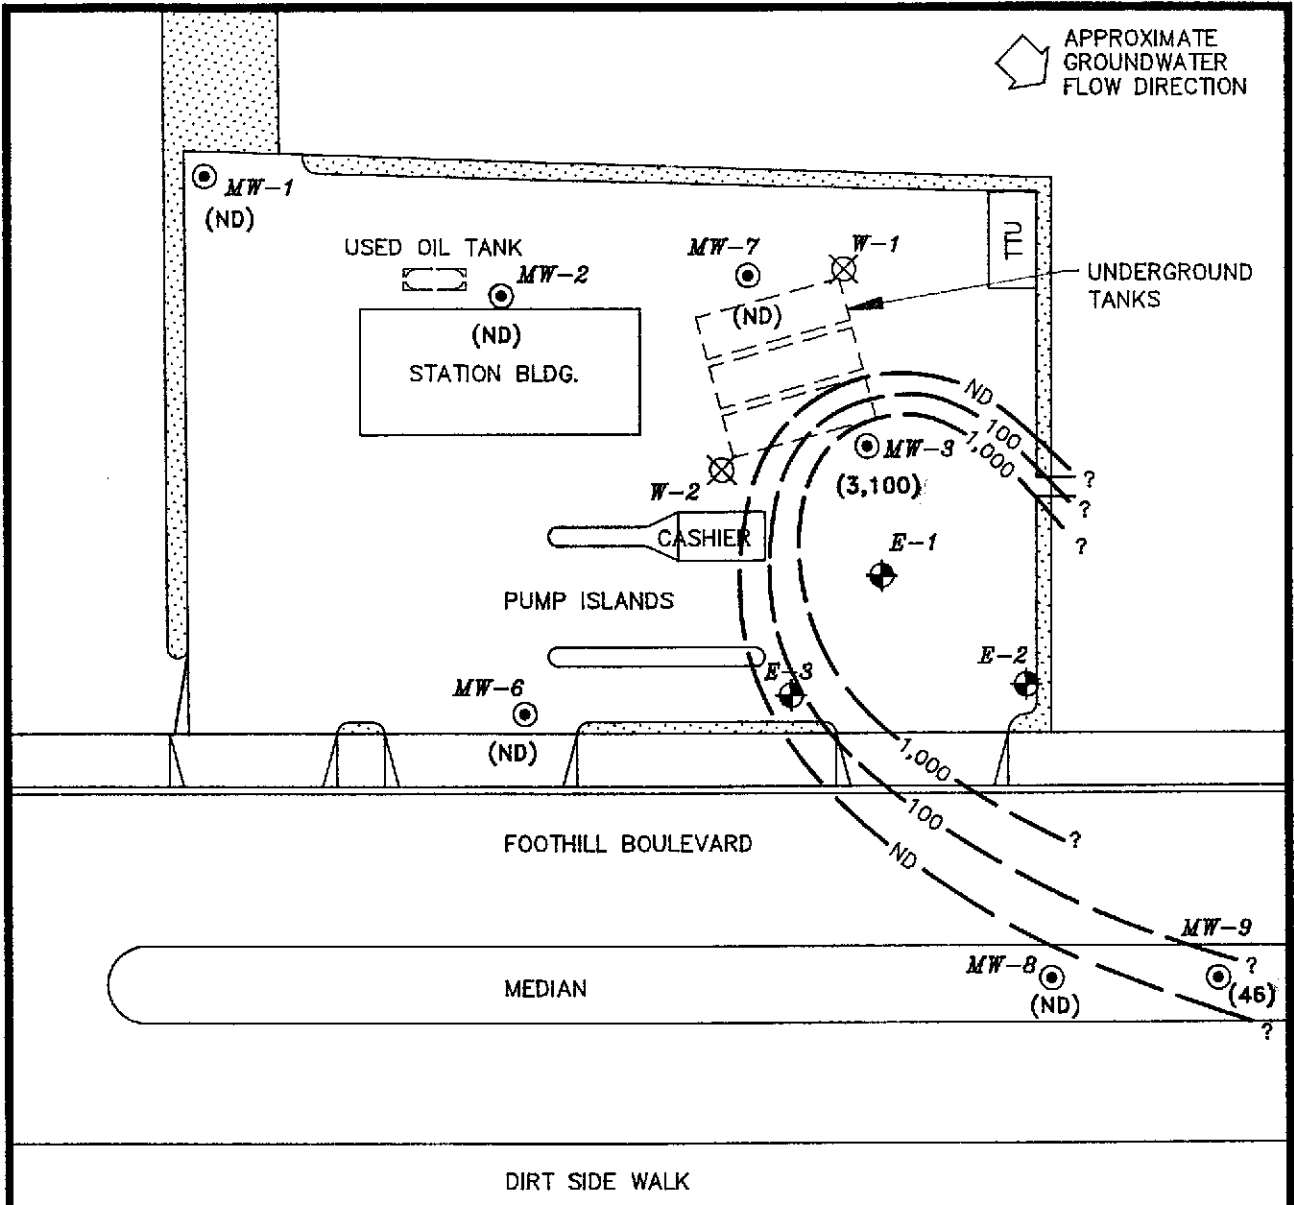 APPROXIMATE
GROUNDWATER
FLOW DIRECTION
MW-1
(ND)
USED OIL TANK
MW-2
(ND)
STATION BLDG.
MW-7
(ND)
W-1
TTU
UNDERGROUND
TANKS
ND
100
1,000
?
?
?
MW-3
(3,100)
W-2
CASHIER
E-1
PUMP ISLANDS
E-3
E-2
MW-6
(ND)
1,000
100
ND
?
FOOTHILL BOULEVARD
MW-9
?
(46)
MW-8
(ND)
?
MEDIAN
DIRT SIDE WALK